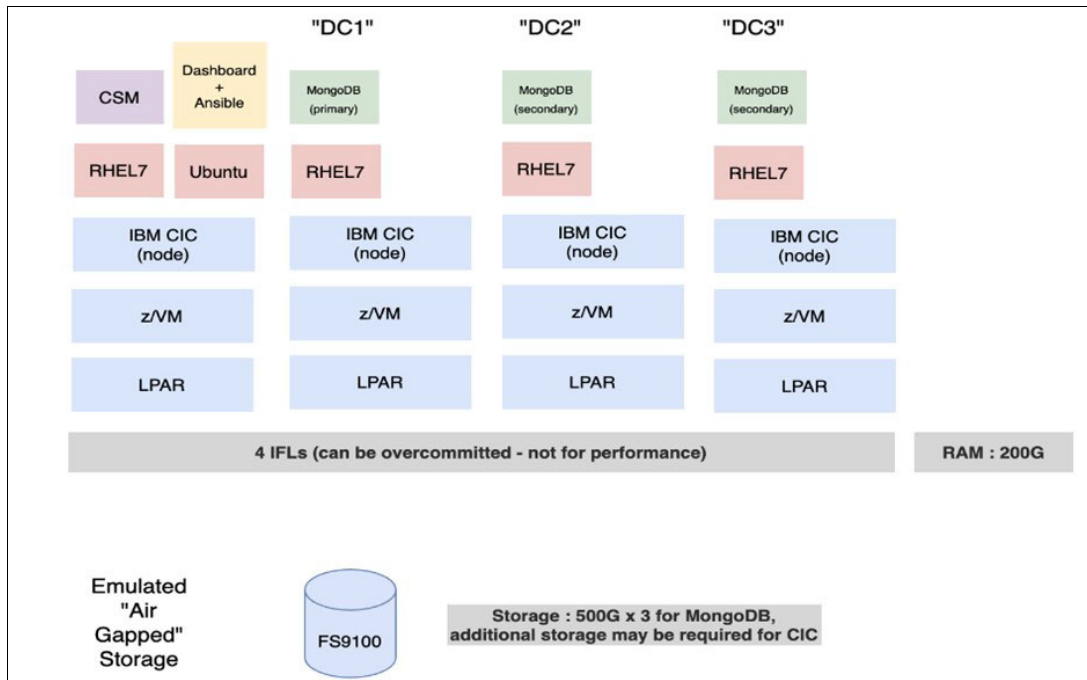 "DC1"
"DC2"
"DC3"
CSM
Dashboard
+
Ansible
MongoDB
(primary)
MongoDB
(secondary)
MongoDB
(secondary)
RHEL7
Ubuntu
RHEL7
RHEL7
RHEL7
IBM CIC
(node)
IBM CIC
(node)
IBM CIC
(node)
IBM CIC
(node)
z/VM
z/VM
z/VM
z/VM
LPAR
LPAR
LPAR
LPAR
4 IFLs (can be overcommitted - not for performance)
RAM : 200G
Emulated
"Air
Gapped"
Storage
FS9100
Storage : 500G x 3 for MongoDB,
additional storage may be required for CIC